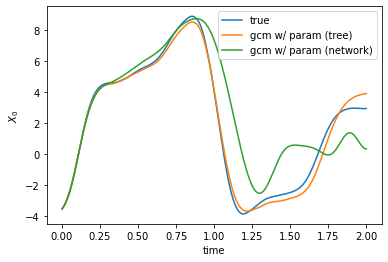 true
gcm w/ param (tree)
gcm w/ param (network)
X₀
8
6
4
2
0
−2
−4
0.00 0.25 0.50 0.75 1.00 1.25 1.50 1.75 2.00
time